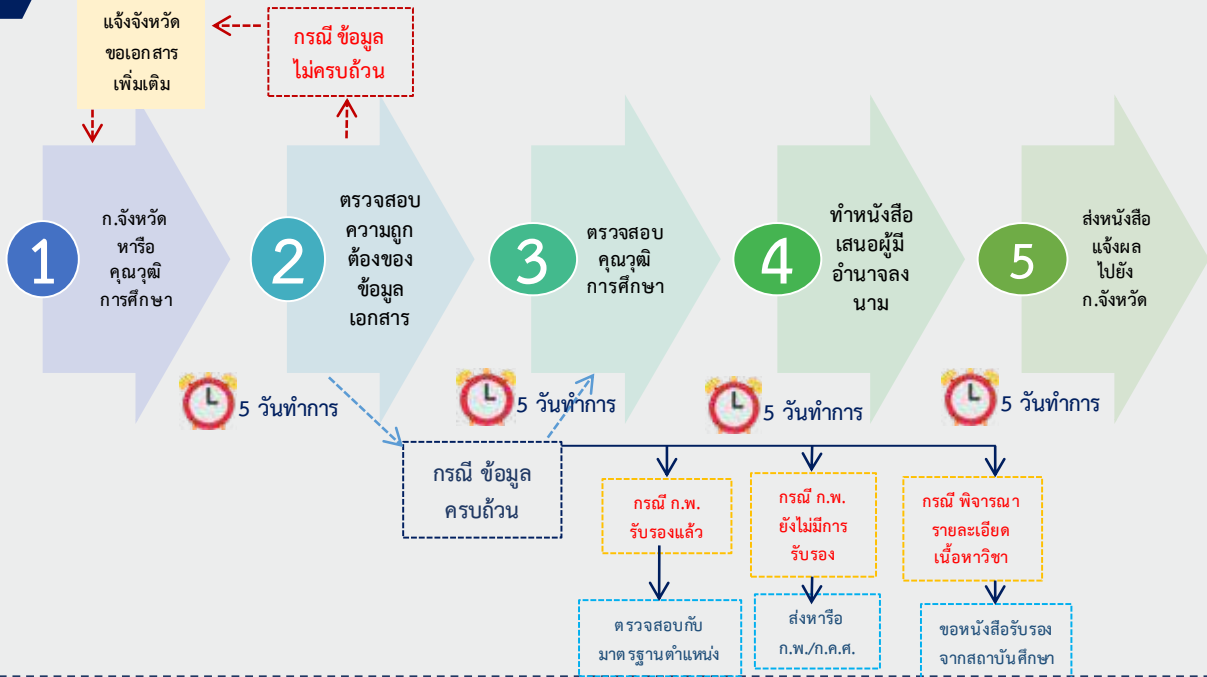 แจ้งจังหวัด
ขอเอกสาร
เพิ่มเติม
กรณี ข้อมูล
ไม่ครบถ้วน
1
ก.จังหวัด
หารือ
คุณวุฒิ
การศึกษา
2
ตรวจสอบ
ความถูก
ต้องของ
ข้อมูล
เอกสาร
3
ตรวจสอบ
คุณวุฒิ
การศึกษา
4
ทำหนังสือ
เสนอผู้มี
อำนาจลง
นาม
5
ส่งหนังสือ
แจ้งผล
ไปยัง
ก.จังหวัด
5 วันทำการ
5 วันทำการ
5 วันทำการ
5 วันทำการ
กรณี ข้อมูล
ครบถ้วน
กรณี ก.พ.
รับรองแล้ว
กรณี ก.พ.
ยังไม่มีการ
รับรอง
กรณี พิจารณา
รายละเอียด
เนื้อหาวิชา
ตรวจสอบกับ
มาตรฐานตำแหน่ง
ส่งหารือ
ก.พ./ก.ค.ศ.
ขอหนังสือรับรอง
จากสถาบันศึกษา